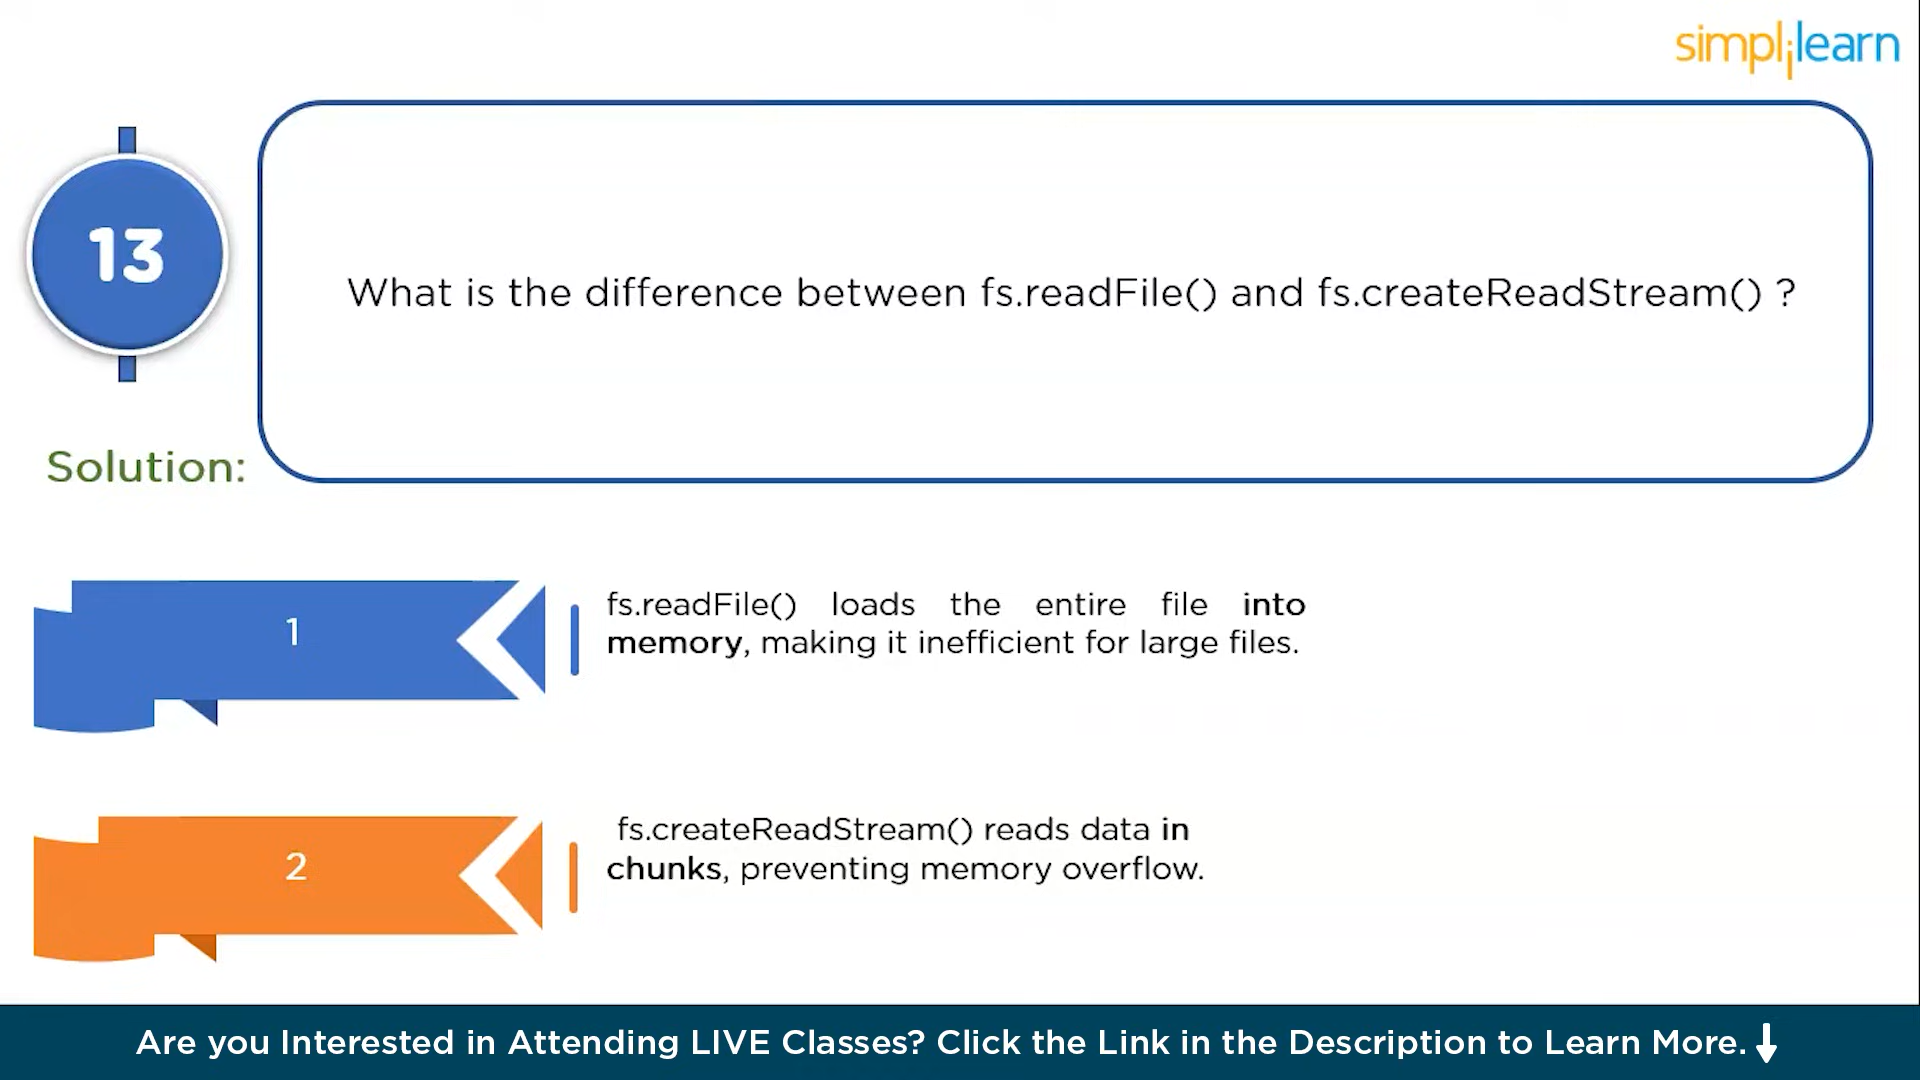 simplilearn
13
What is the difference between fs.readFile() and fs.createReadStream() ?
Solution:
1
fs.readFile() loads the entire file into
memory, making it inefficient for large files.
2
fs.createReadStream() reads data in
chunks, preventing memory overflow.
Are you Interested in Attending LIVE Classes? Click the Link in the Description to Learn More.